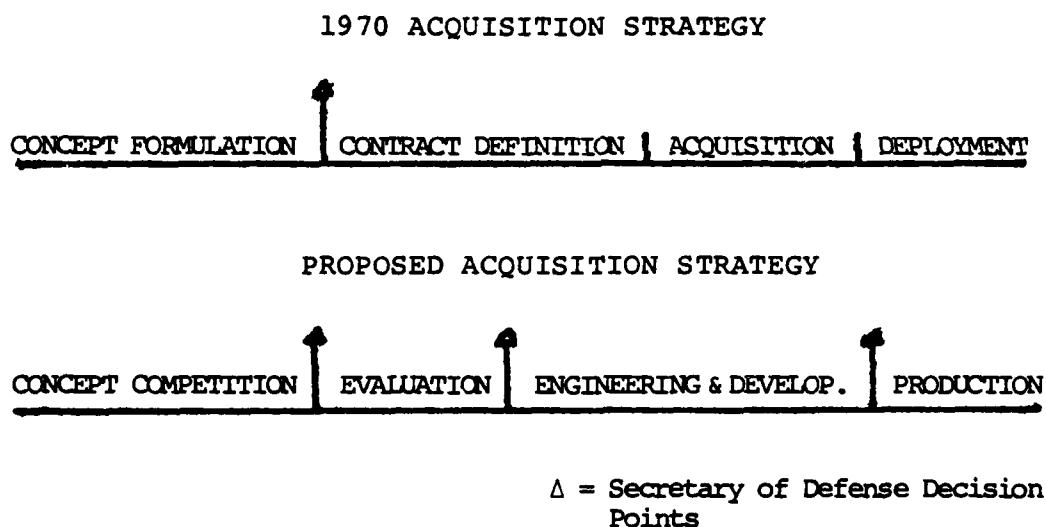 1970 ACQUISITION STRATEGY
CONCEPT FORMULATION CONTRACT DEFINITION ACQUISITION DEPLOYMENT
PROPOSED ACQUISITION STRATEGY
CONCEPT COMPETITION EVALUATION ENGINEERING & DEVELOP. PRODUCTION
Δ = Secretary of Defense Decision
Points